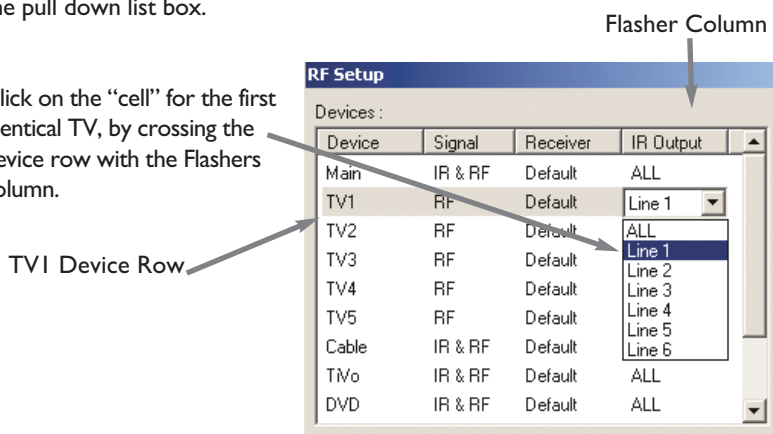 e pull down list box.
Flasher Column
lick on the “cell” for the first
entical TV, by crossing the
evice row with the Flashers
olumn.
TV1 Device Row
RF Setup
Devices :
Device Signal Receiver IR Output
Main IR & RF Default ALL
TV1 RF Default Line 1
TV2 RF Default ALL
TV3 RF Default Line 1
Line 2
TV4 RF Default Line 3
Line 4
TV5 RF Default Line 5
Cable IR & RF Default Line 6
TiVo IR & RF Default ALL
DVD IR & RF Default ALL